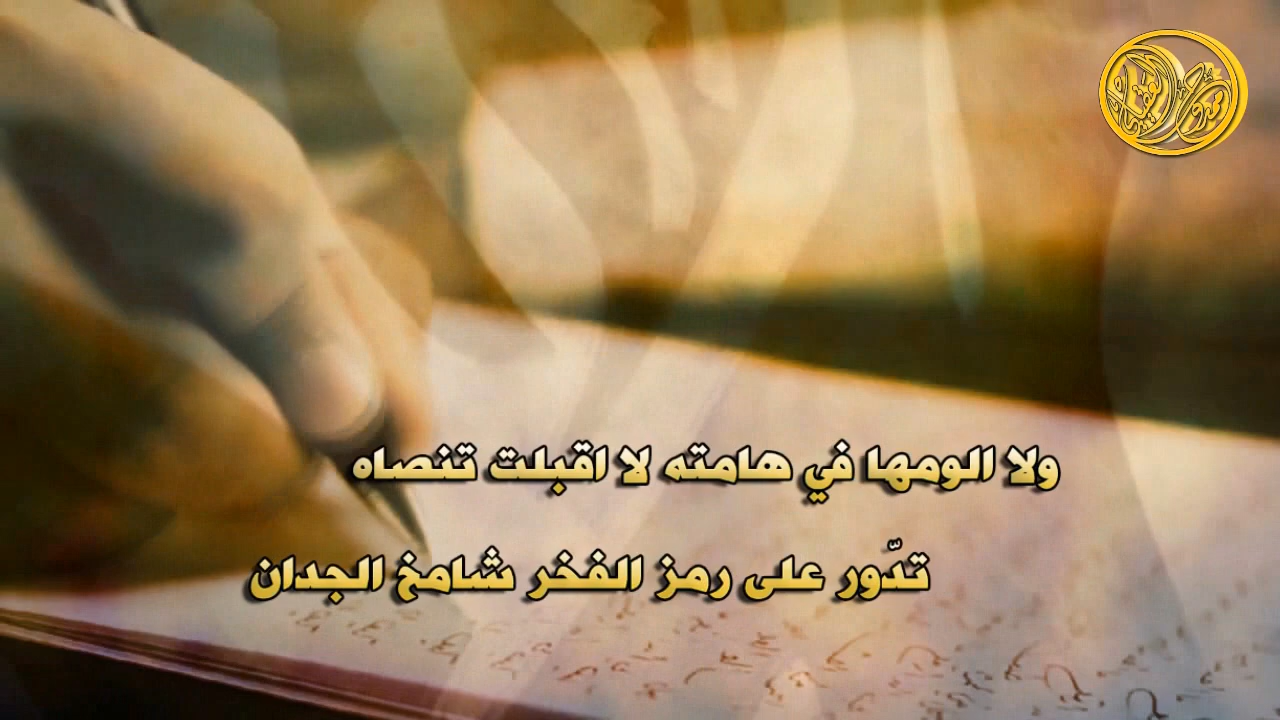 ولا الومها في هامته لا اقبلت تنصاه
تدّور على رمز الفخر شامخ الجدان